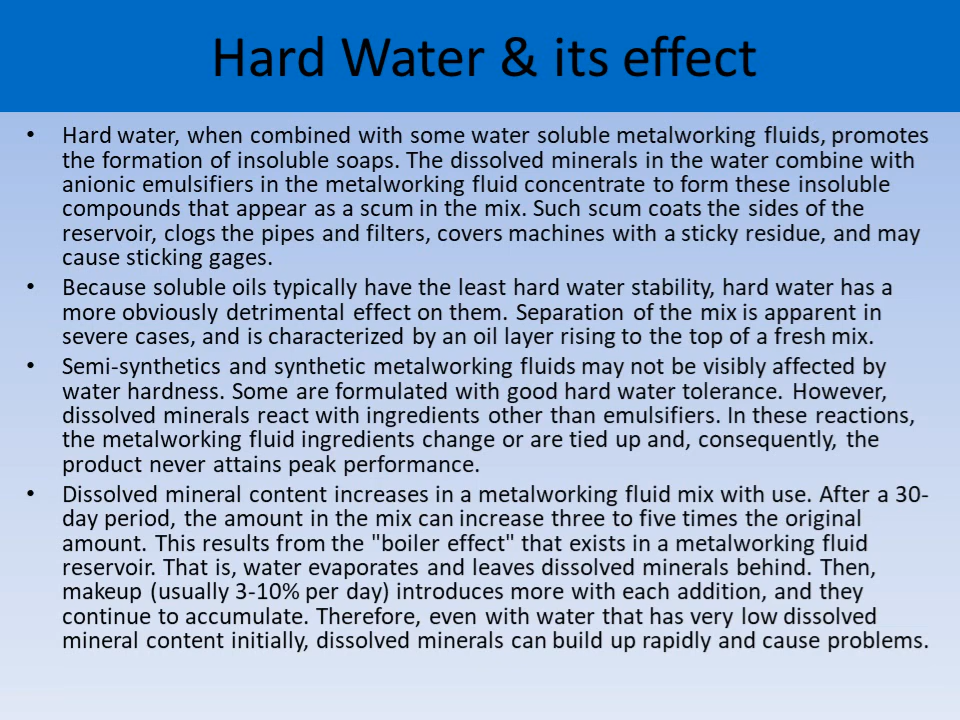 Hard Water & its effect
• Hard water, when combined with some water soluble metalworking fluids, promotes
the formation of insoluble soaps. The dissolved minerals in the water combine with
anionic emulsifiers in the metalworking fluid concentrate to form these insoluble
compounds that appear as a scum in the mix. Such scum coats the sides of the
reservoir, clogs the pipes and filters, covers machines with a sticky residue, and may
cause sticking gages.
• Because soluble oils typically have the least hard water stability, hard water has a
more obviously detrimental effect on them. Separation of the mix is apparent in
severe cases, and is characterized by an oil layer rising to the top of a fresh mix.
• Semi-synthetics and synthetic metalworking fluids may not be visibly affected by
water hardness. Some are formulated with good hard water tolerance. However,
dissolved minerals react with ingredients other than emulsifiers. In these reactions,
the metalworking fluid ingredients change or are tied up and, consequently, the
product never attains peak performance.
• Dissolved mineral content increases in a metalworking fluid mix with use. After a 30-
day period, the amount in the mix can increase three to five times the original
amount. This results from the "boiler effect" that exists in a metalworking fluid
reservoir. That is, water evaporates and leaves dissolved minerals behind. Then,
makeup (usually 3-10% per day) introduces more with each addition, and they
continue to accumulate. Therefore, even with water that has very low dissolved
mineral content initially, dissolved minerals can build up rapidly and cause problems.